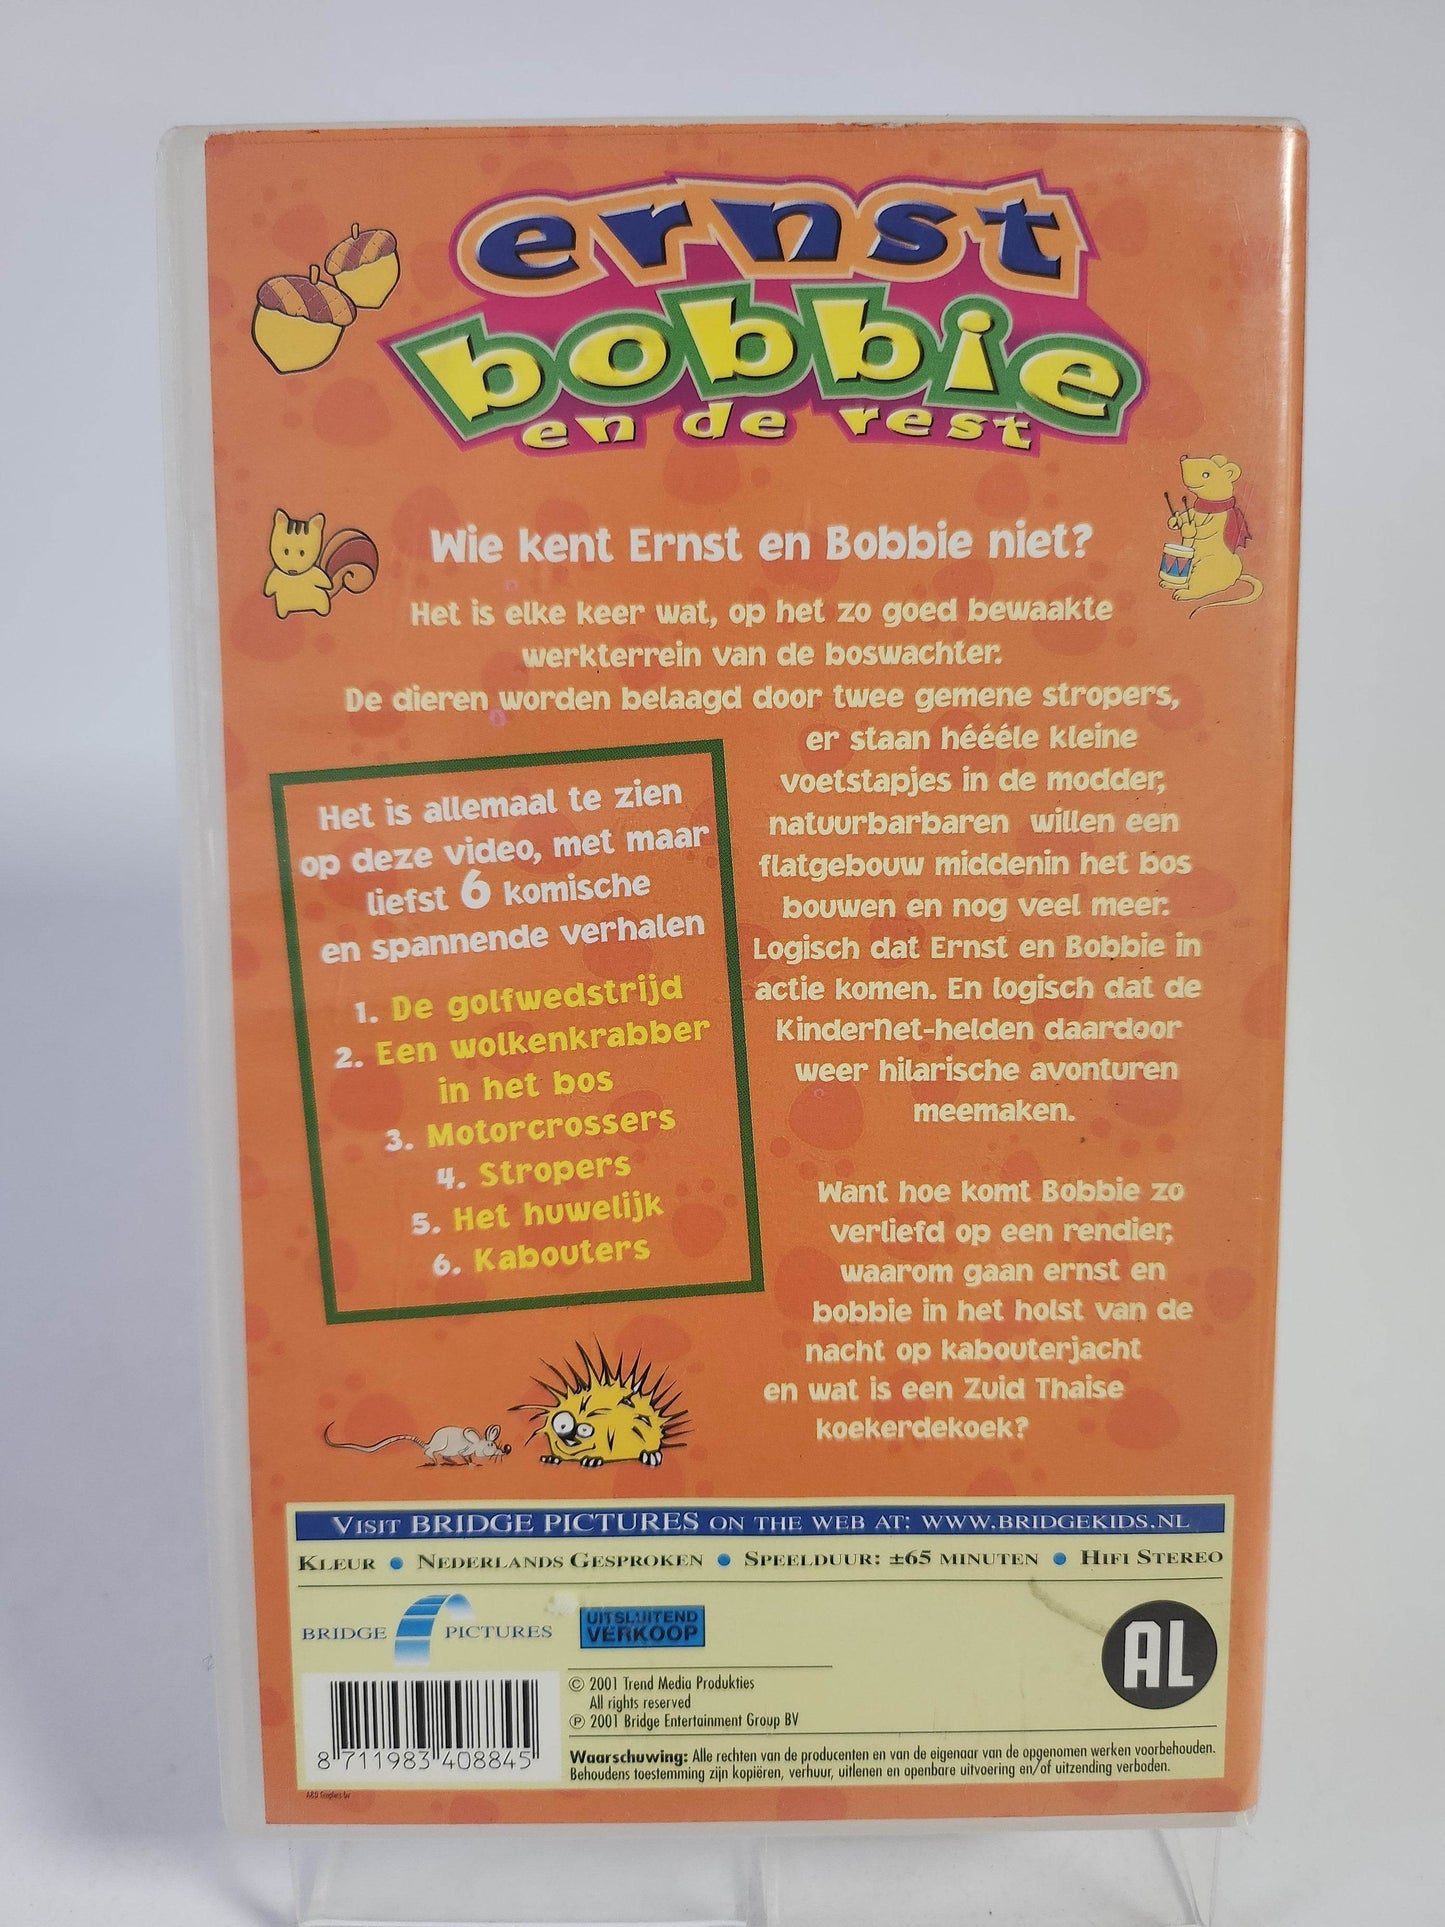 ernst
bobbie
en de rest
Wie kent Ernst en Bobbie niet?
Het is elke keer wat, op het zo goed bewaakte
werkterrein van de boswachter.
De dieren worden belaagd door twee gemene stropers,
er staan héééle kleine
voetstapjes in de modder,
natuurbarbaren willen een
flatgebouw middenin het bos
bouwen en nog veel meer.
Logisch dat Ernst en Bobbie in
actie komen. En logisch dat de
KinderNet-helden daardoor
weer hilarische avonturen
meemaken.
Want hoe komt Bobbie zo
verliefd op een rendier,
waarom gaan ernst en
bobbie in het holst van de
nacht op kabouterjacht
en wat is een Zuid Thaise
koekerdekoek?
Het is allemaal te zien
op deze video, met maar
liefst 6 komische
en spannende verhalen
1. De golfwedstrijd
2. Een wolkenkrabber
in het bos
3. Motorcrossers
4. Stropers
5. Het huwelijk
6. Kabouters
VISIT BRIDGE PICTURES ON THE WEB AT: WWW.BRIDGEKIDS.NL
KLEUR • NEDERLANDS GESPROKEN • SPEELDUUR: ±65 MINUTEN • HIFI STEREO
BRIDGE PICTURES
UITSLUITEND
VERKOOP
AL
© 2001 Trend Media Produkties
All rights reserved
℗ 2001 Bridge Entertainment Group BV
Waarschuwing: Alle rechten van de producenten en van de eigenaar van de opgenomen werken voorbehouden.
Behoudens toestemming zijn kopiëren, verhuur, uitlenen en openbare uitvoering en/of uitzending verboden.
8 711983 408845
A&D Graphics bv